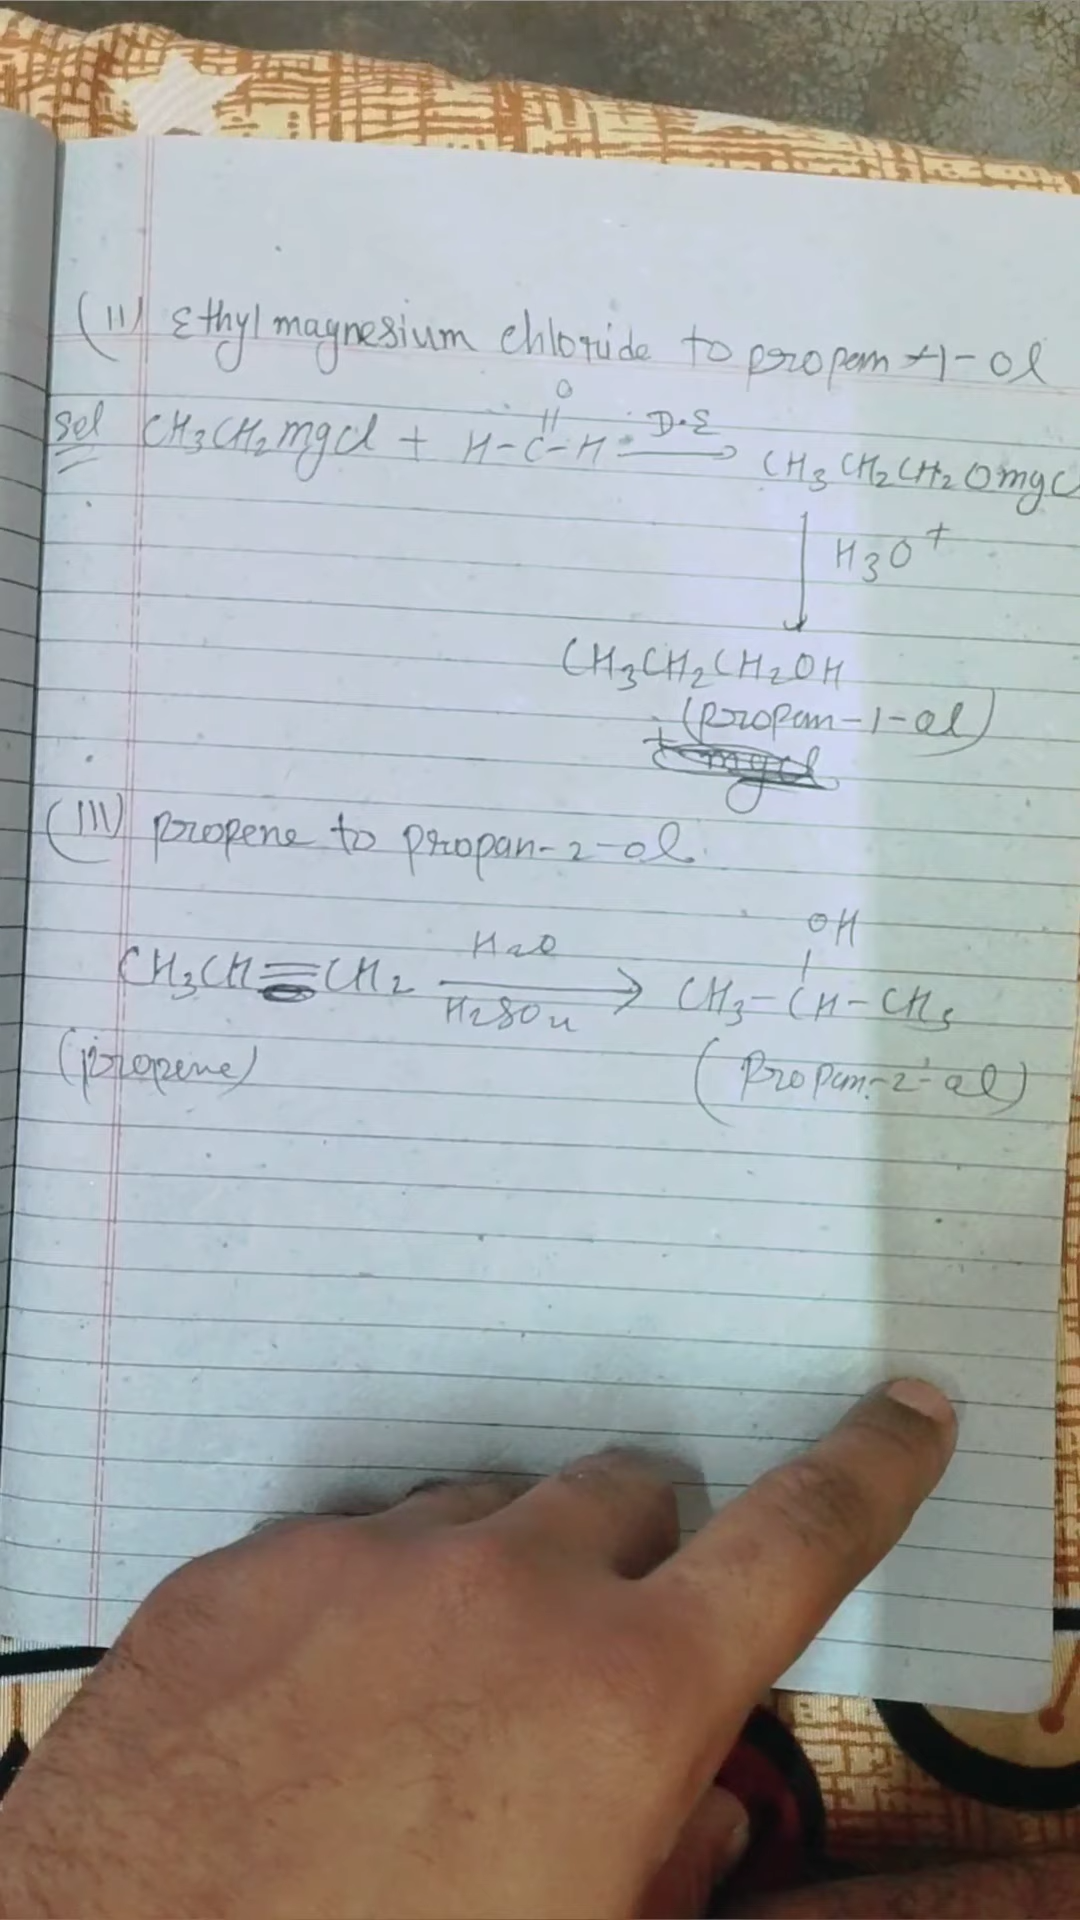 (II) Ethyl magnesium chloride to propan-1-ol
O
||
sol CH3CH2mgcl + H-C-H D.E → CH3CH2CH2Omgc
↓ H3O+
CH3CH2CH2OH
(propan-1-ol)
(III) propene to propan-2-ol.
OH
|
CH3CH=CH2 H2O / H2SO4 → CH3-CH-CH3
(propene) (Propan-2-ol)